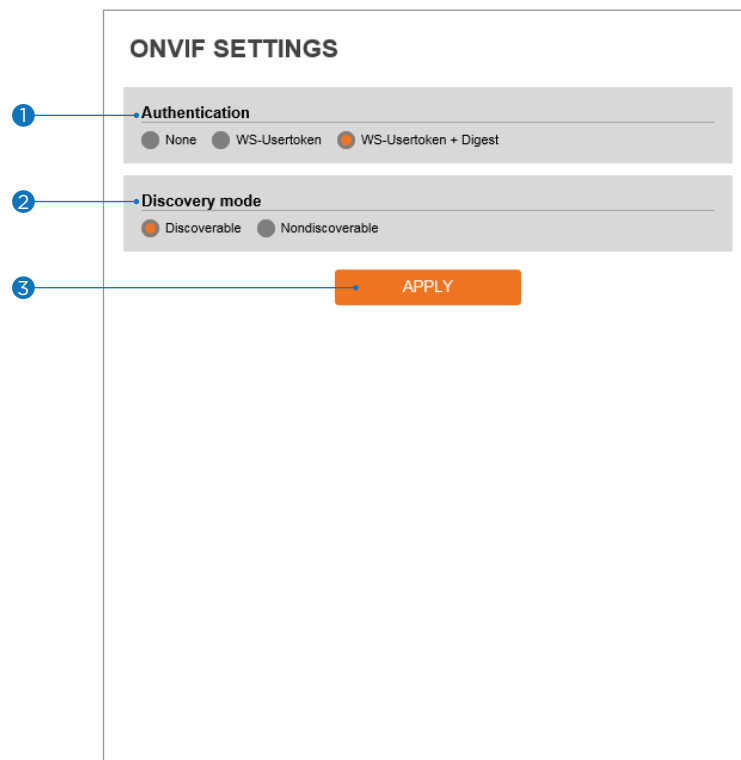 ONVIF SETTINGS
1
Authentication
None WS-Usertoken WS-Usertoken + Digest
2
Discovery mode
Discoverable Nondiscoverable
3
APPLY